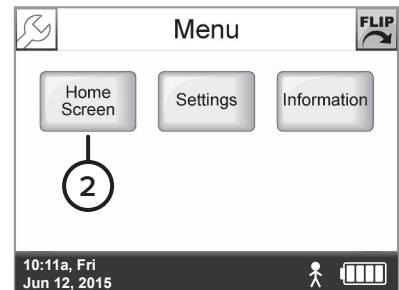 Menu
FLIP
Home
Screen
Settings
Information
2
10:11a, Fri
Jun 12, 2015